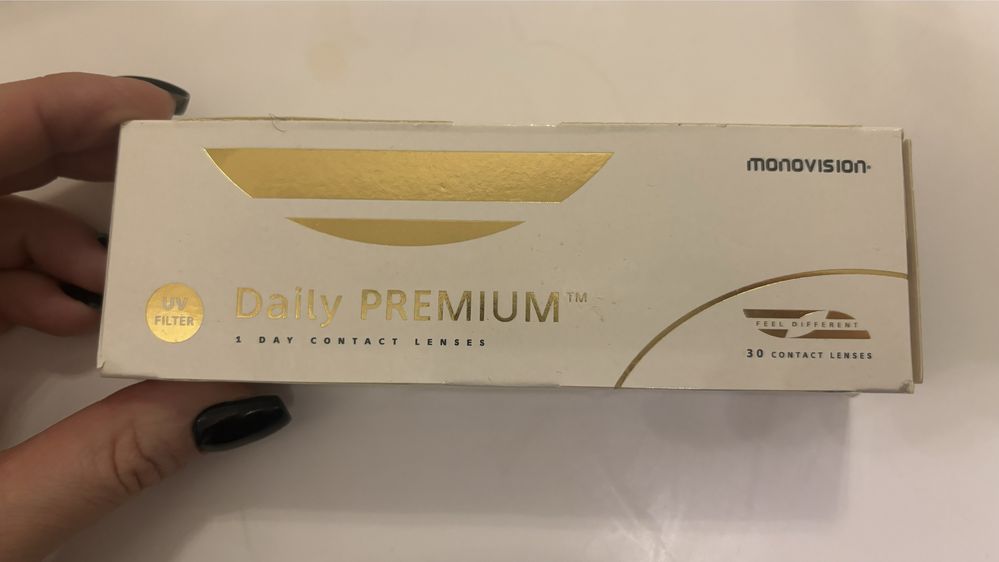 monovision®
UV
FILTER
Daily PREMIUM™
1 DAY CONTACT LENSES
FEEL DIFFERENT
30 CONTACT LENSES